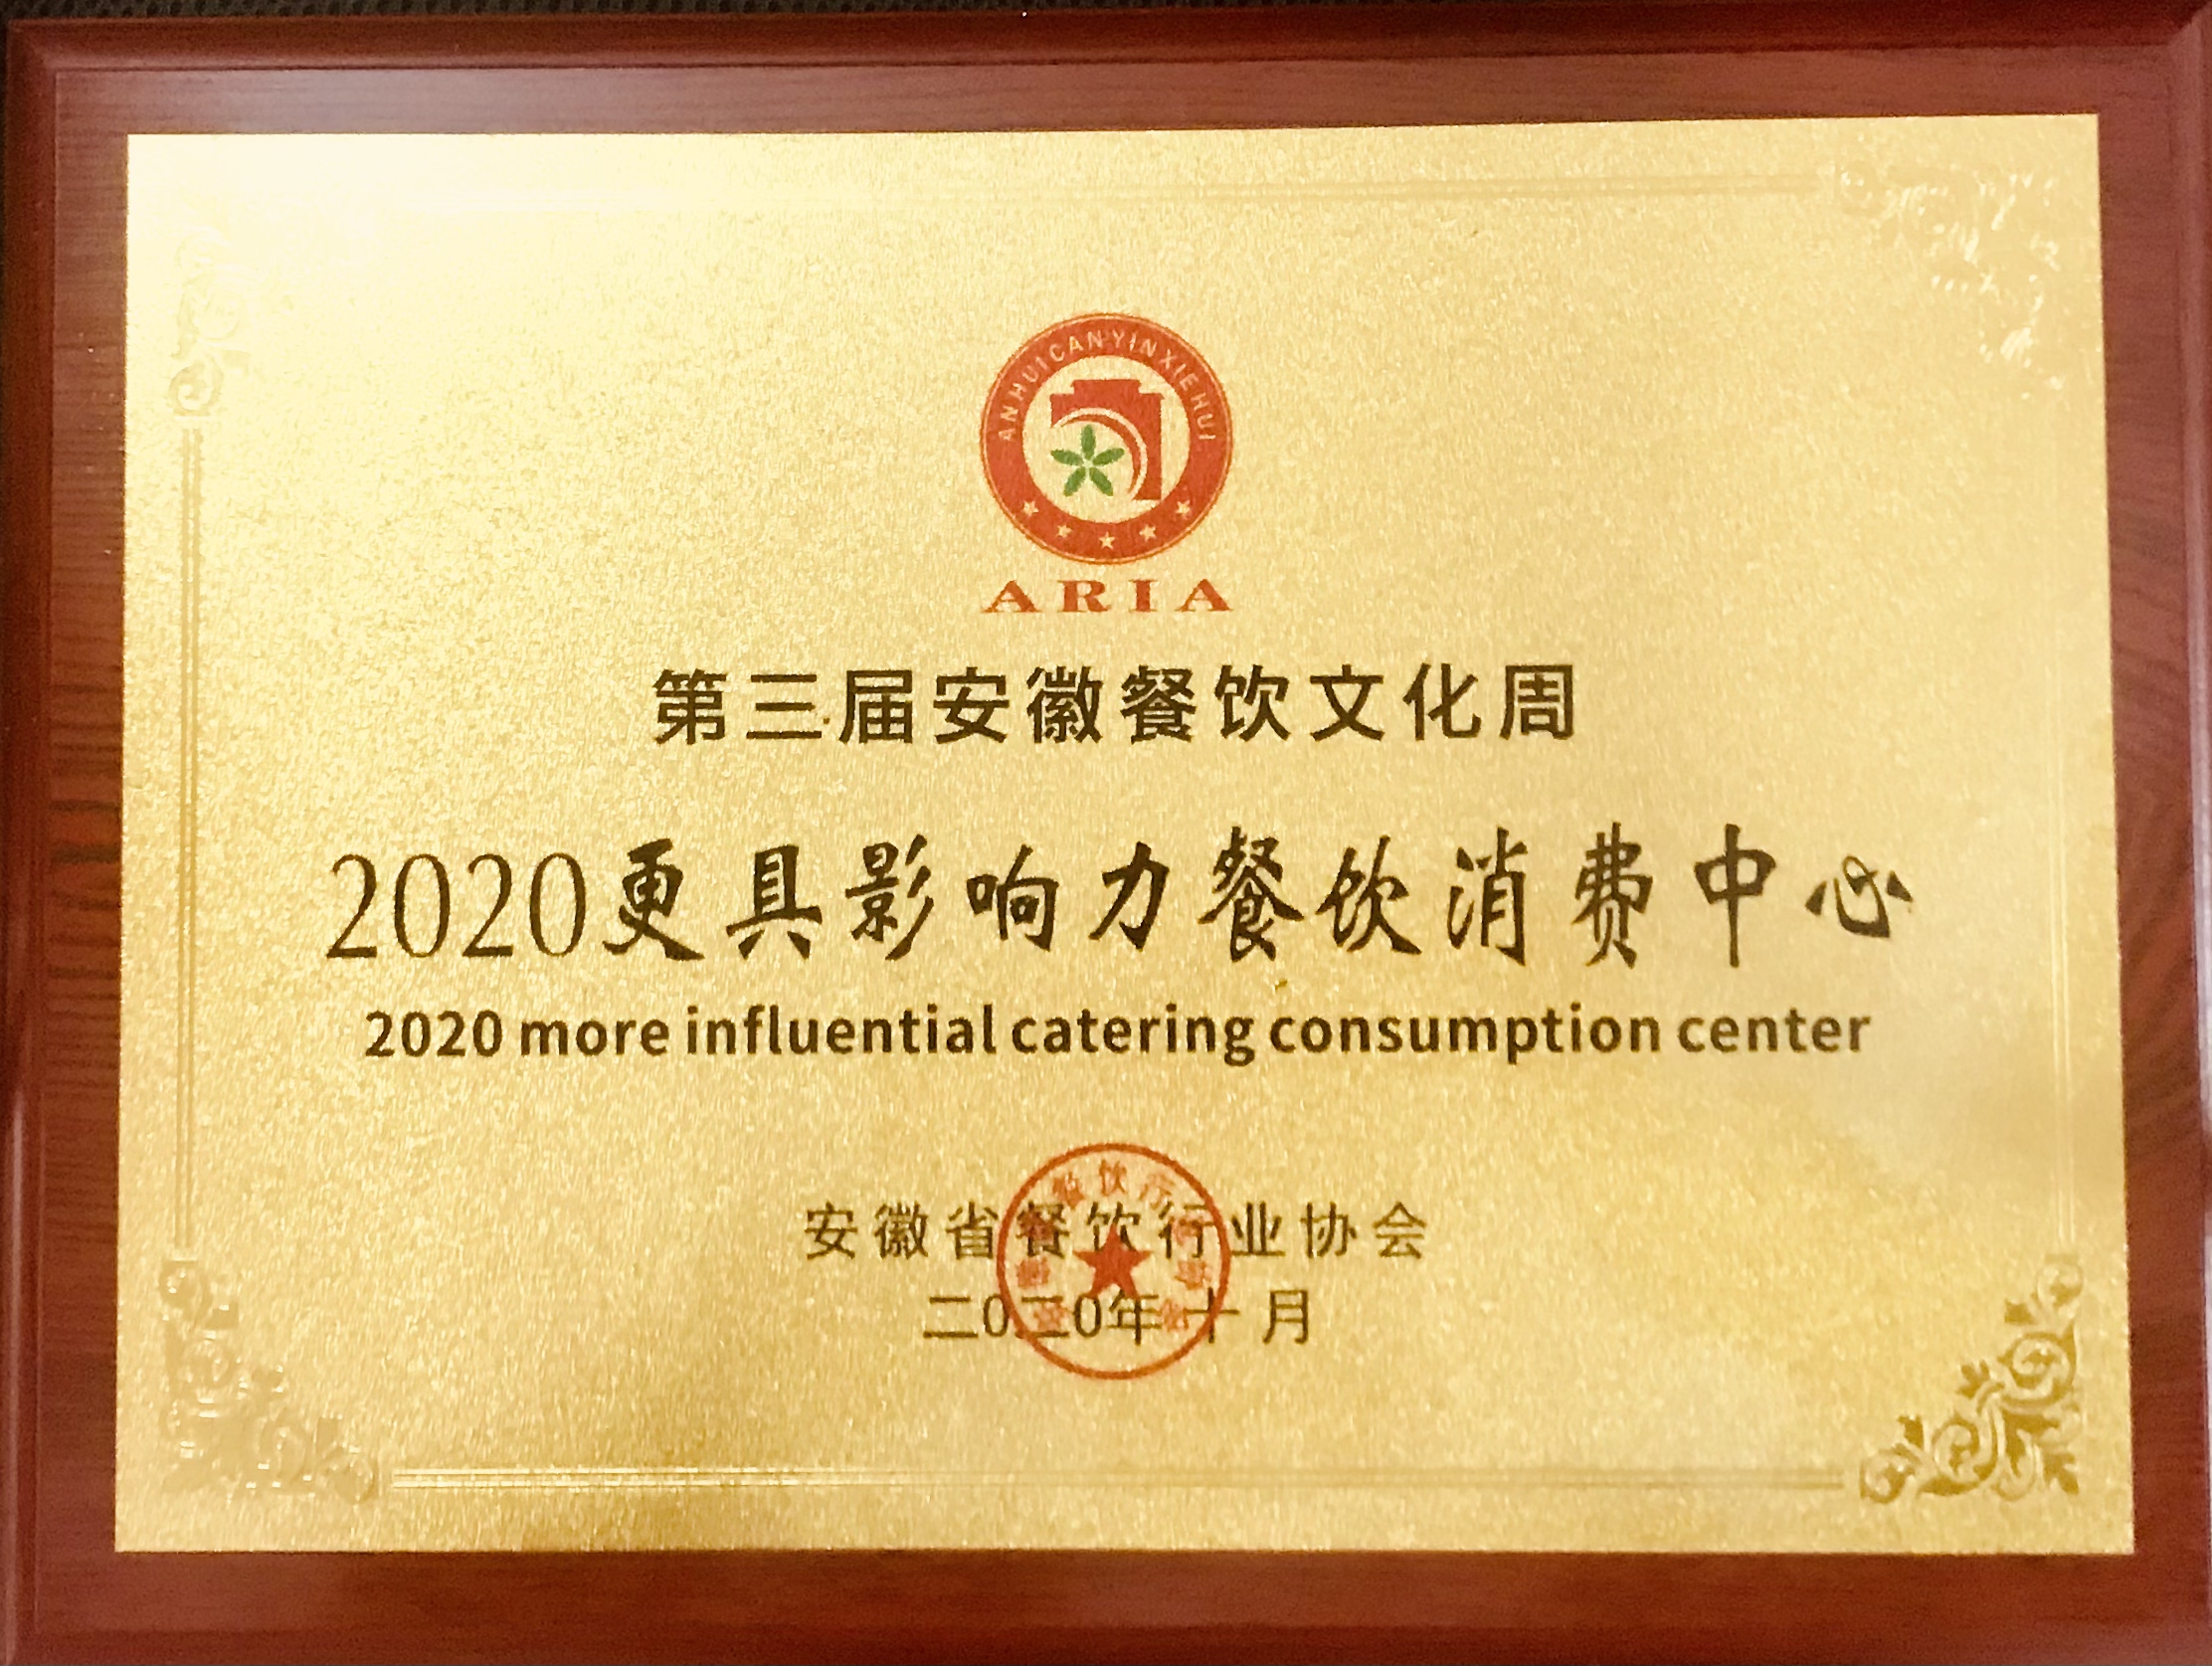 ANHUICANYINXIEHUI
ARIA
第三届安徽餐饮文化周
2020更具影响力餐饮消费中心
2020 more influential catering consumption center
安徽省餐饮行业协会
二0二0年十月